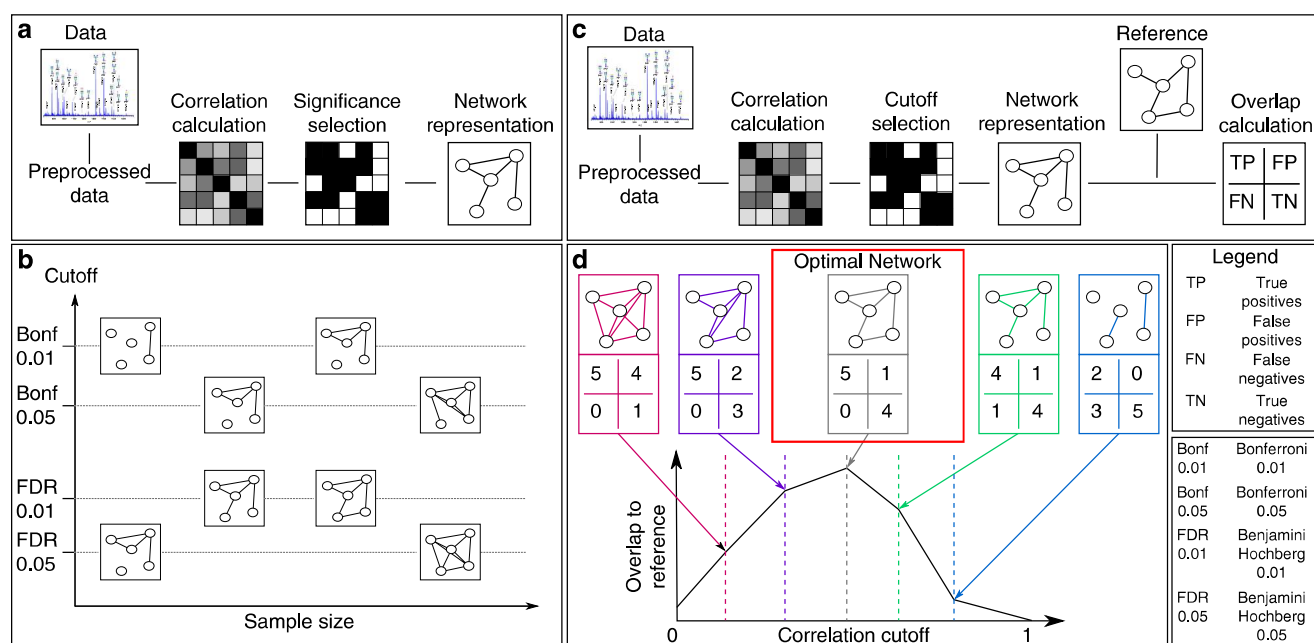 a
Data
Preprocessed
data
Correlation
calculation
Significance
selection
Network
representation
b
Cutoff
Bonf
0.01
Bonf
0.05
FDR
0.01
FDR
0.05
Sample size
c
Data
Preprocessed
data
Correlation
calculation
Cutoff
selection
Network
representation
Reference
Overlap
calculation
TP FP
FN TN
d
Optimal Network
5 4
0 1
5 2
0 3
5 1
0 4
4 1
1 4
2 0
3 5
Overlap to
reference
0
Correlation cutoff
1
Legend
TP True
positives
FP False
positives
FN False
negatives
TN True
negatives
Bonf Bonferroni
0.01 0.01
Bonf Bonferroni
0.05 0.05
FDR Benjamini
0.01 Hochberg
0.01
FDR Benjamini
0.05 Hochberg
0.05